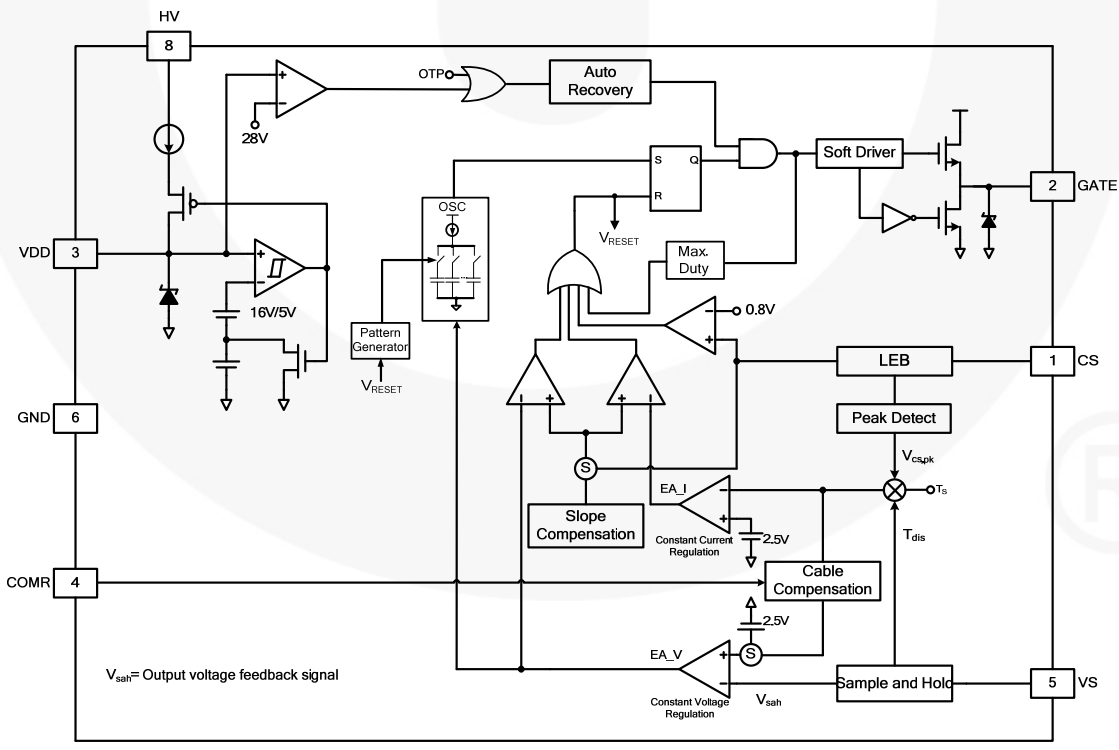 HV
8
OTP
Auto
Recovery
28V
S
Q
R
Soft Driver
2
GATE
OSC
VRESET
VDD
3
Max.
Duty
16V/5V
0.8V
Pattern
Generator
VRESET
LEB
1
CS
GND
6
Peak Detect
Vcs,pk
S
EA_I
TS
Slope
Compensation
Constant Current
Regulation
2.5V
Tdis
COMR
4
Cable
Compensation
2.5V
EA_V
S
Vsah= Output voltage feedback signal
Sample and Hold
5
VS
Constant Voltage
Regulation
Vsah
R